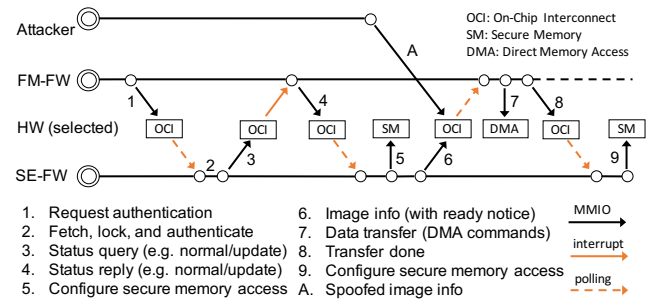 Attacker
OCI: On-Chip Interconnect
SM: Secure Memory
DMA: Direct Memory Access
A
FM-FW
1
4
7
8
HW (selected)
OCI
OCI
OCI
SM
OCI
DMA
OCI
SM
2
3
5
6
9
SE-FW
1. Request authentication
2. Fetch, lock, and authenticate
3. Status query (e.g. normal/update)
4. Status reply (e.g. normal/update)
5. Configure secure memory access
6. Image info (with ready notice)
7. Data transfer (DMA commands)
8. Transfer done
9. Configure secure memory access
A. Spoofed image info
MMIO
interrupt
polling